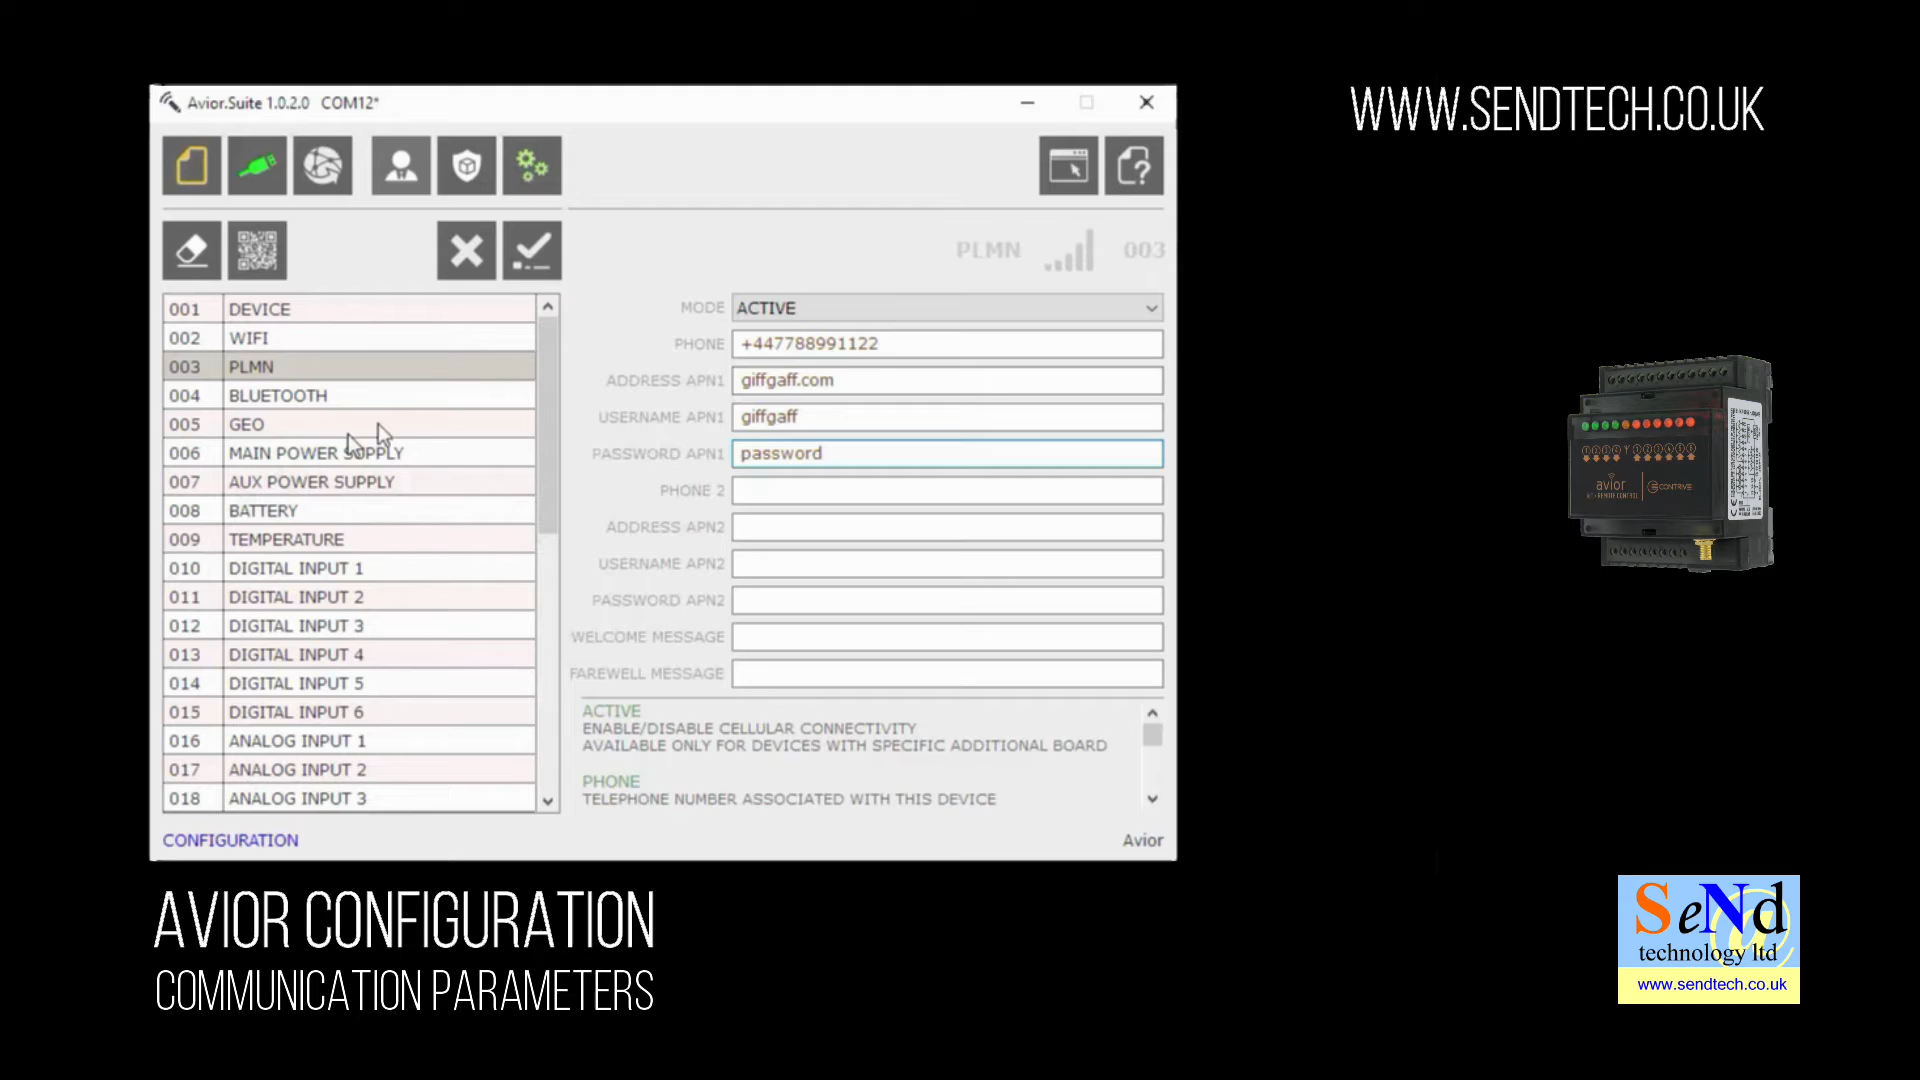 WWW.SENDTECH.CO.UK
Avior.Suite 1.0.2.0 COM12*
PLMN 003
001 DEVICE
002 WIFI
003 PLMN
004 BLUETOOTH
005 GEO
006 MAIN POWER SUPPLY
007 AUX POWER SUPPLY
008 BATTERY
009 TEMPERATURE
010 DIGITAL INPUT 1
011 DIGITAL INPUT 2
012 DIGITAL INPUT 3
013 DIGITAL INPUT 4
014 DIGITAL INPUT 5
015 DIGITAL INPUT 6
016 ANALOG INPUT 1
017 ANALOG INPUT 2
018 ANALOG INPUT 3
MODE ACTIVE
PHONE +447788991122
ADDRESS APN1 giffgaff.com
USERNAME APN1 giffgaff
PASSWORD APN1 password
PHONE 2
ADDRESS APN2
USERNAME APN2
PASSWORD APN2
WELCOME MESSAGE
FAREWELL MESSAGE
ACTIVE
ENABLE/DISABLE CELLULAR CONNECTIVITY
AVAILABLE ONLY FOR DEVICES WITH SPECIFIC ADDITIONAL BOARD
PHONE
TELEPHONE NUMBER ASSOCIATED WITH THIS DEVICE
CONFIGURATION
Avior
avior
CONTRIVE
AVIOR CONFIGURATION
COMMUNICATION PARAMETERS
SeNd
technology ltd
www.sendtech.co.uk